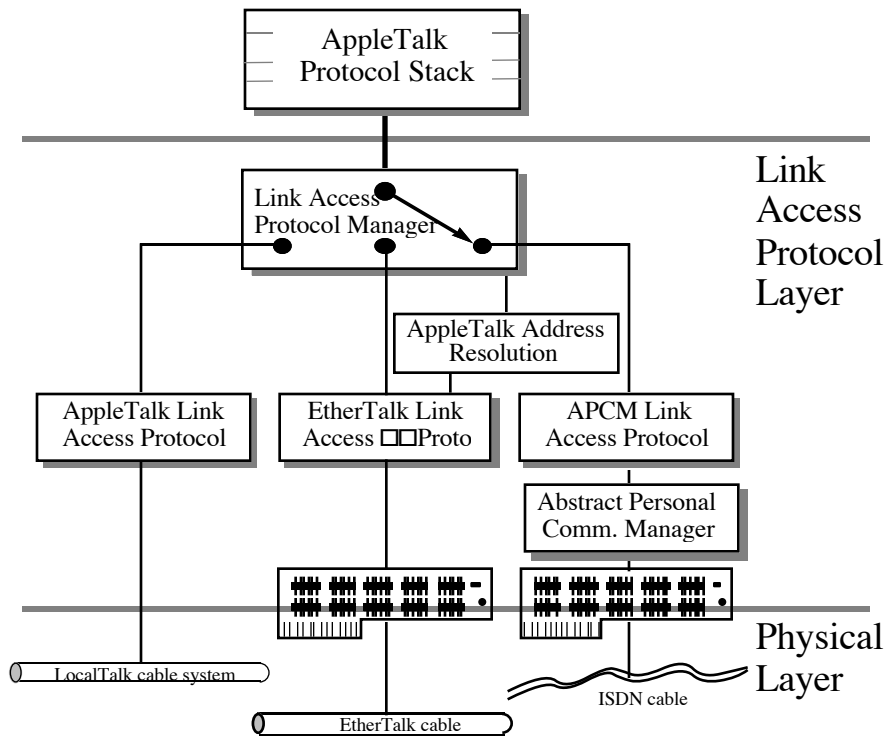 AppleTalk
Protocol Stack
Link Access
Protocol Manager
Link
Access
Protocol
Layer
AppleTalk Address
Resolution
AppleTalk Link
Access Protocol
EtherTalk Link
Access □□Proto
APCM Link
Access Protocol
Abstract Personal
Comm. Manager
Physical
Layer
LocalTalk cable system
ISDN cable
EtherTalk cable